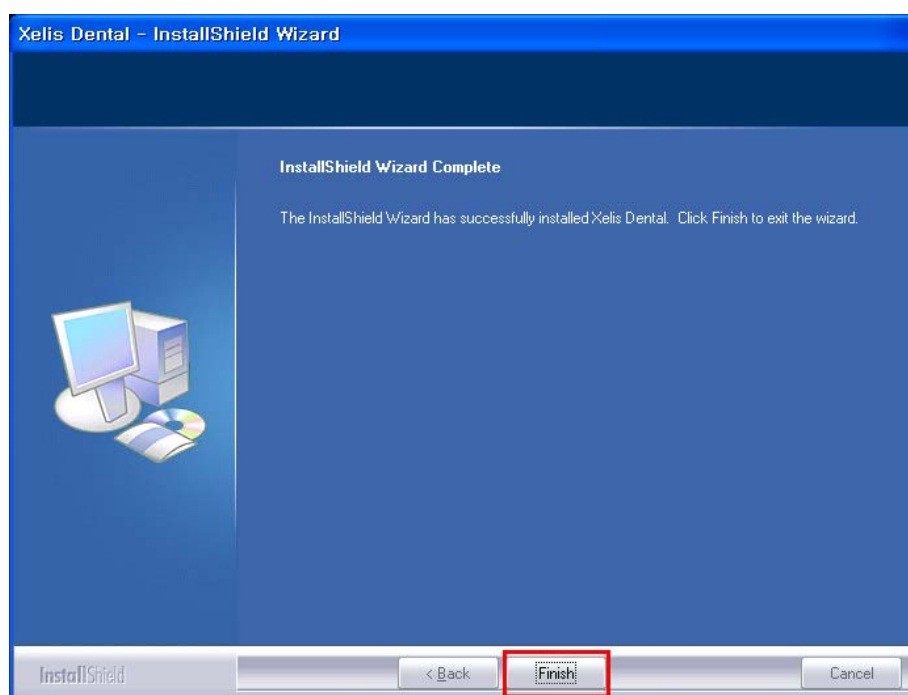 Xelis Dental - InstallShield Wizard
InstallShield Wizard Complete
The InstallShield Wizard has successfully installed Xelis Dental. Click Finish to exit the wizard.
InstallShield
< Back
Finish
Cancel